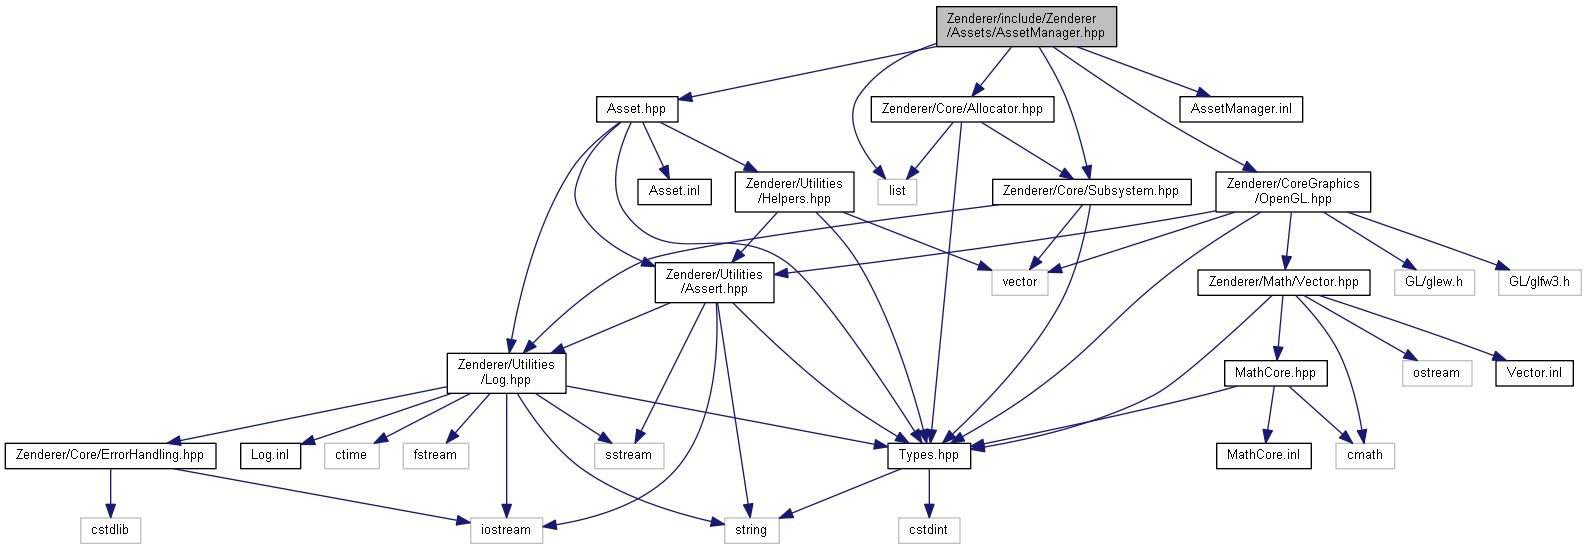 Zenderer/include/Zenderer
/Assets/AssetManager.hpp
Asset.hpp
Zenderer/Core/Allocator.hpp
AssetManager.inl
Asset.inl
Zenderer/Utilities
/Helpers.hpp
list
Zenderer/Core/Subsystem.hpp
Zenderer/CoreGraphics
/OpenGL.hpp
Zenderer/Utilities
/Assert.hpp
vector
Zenderer/Math/Vector.hpp
GL/glew.h
GL/glfw3.h
Zenderer/Utilities
/Log.hpp
MathCore.hpp
ostream
Vector.inl
Zenderer/Core/ErrorHandling.hpp
Log.inl
ctime
fstream
sstream
Types.hpp
MathCore.inl
cmath
cstdlib
iostream
string
cstdint